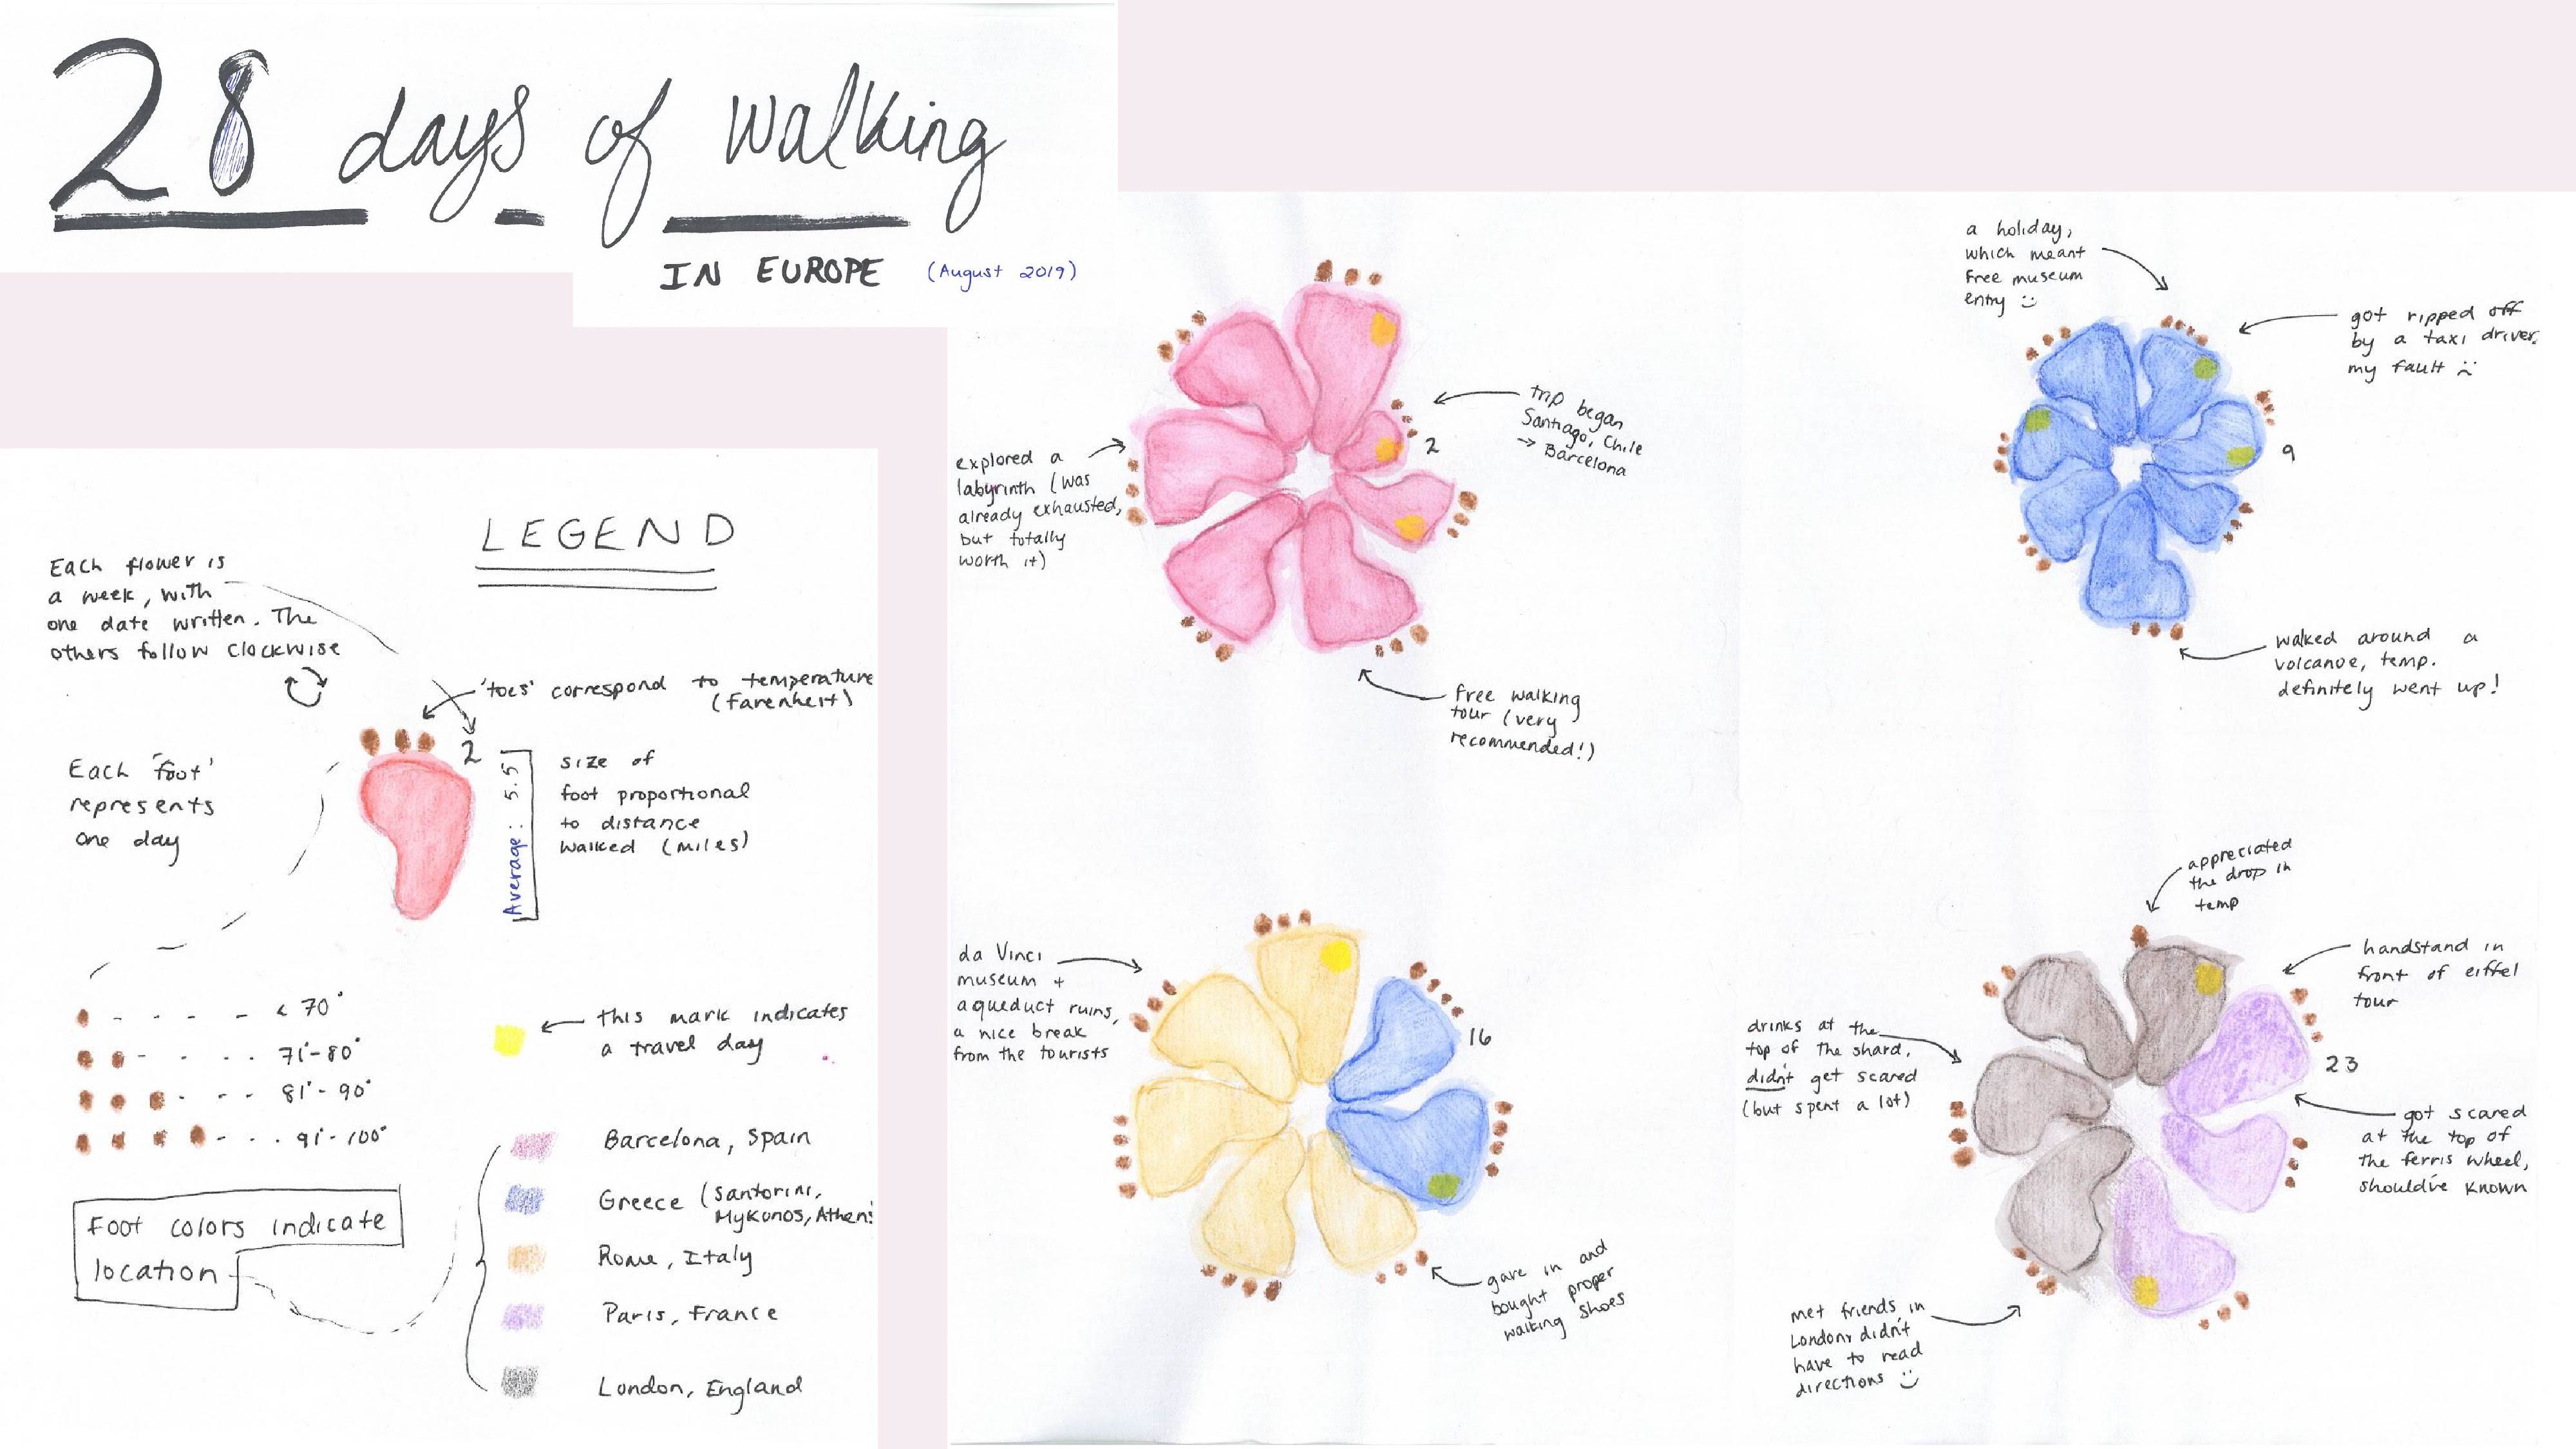 28 days of walking
IN EUROPE (August 2019)
LEGEND
Each flower is
a week, with
one date written. The
others follow clockwise
'toes' correspond to temperature
(farenheit)
2
Each 'foot'
represents
one day
Average: 5.5
size of
foot proportional
to distance
walked (miles)
< 70°
71°-80°
81°-90°
91°-100°
this mark indicates
a travel day
Foot colors indicate
location
Barcelona, Spain
Greece (Santorini,
Mykonos, Athens
Rome, Italy
Paris, France
London, England
trip began
Santiago, Chile
→ Barcelona
2
explored a
labyrinth (was
already exhausted,
but totally
worth it)
free walking
tour (very
recommended!)
a holiday,
which meant
free museum
entry :)
got ripped off
by a taxi driver,
my fault :(
9
walked around a
volcanoe, temp.
definitely went up!
da Vinci
museum +
aqueduct ruins,
a nice break
from the tourists
16
gave in and
bought proper
walking shoes
appreciated
the drop in
temp
handstand in
front of eiffel
tour
23
drinks at the
top of the shard,
didn't get scared
(but spent a lot)
got scared
at the top of
the ferris wheel,
should've known
met friends in
London, didn't
have to read
directions :)